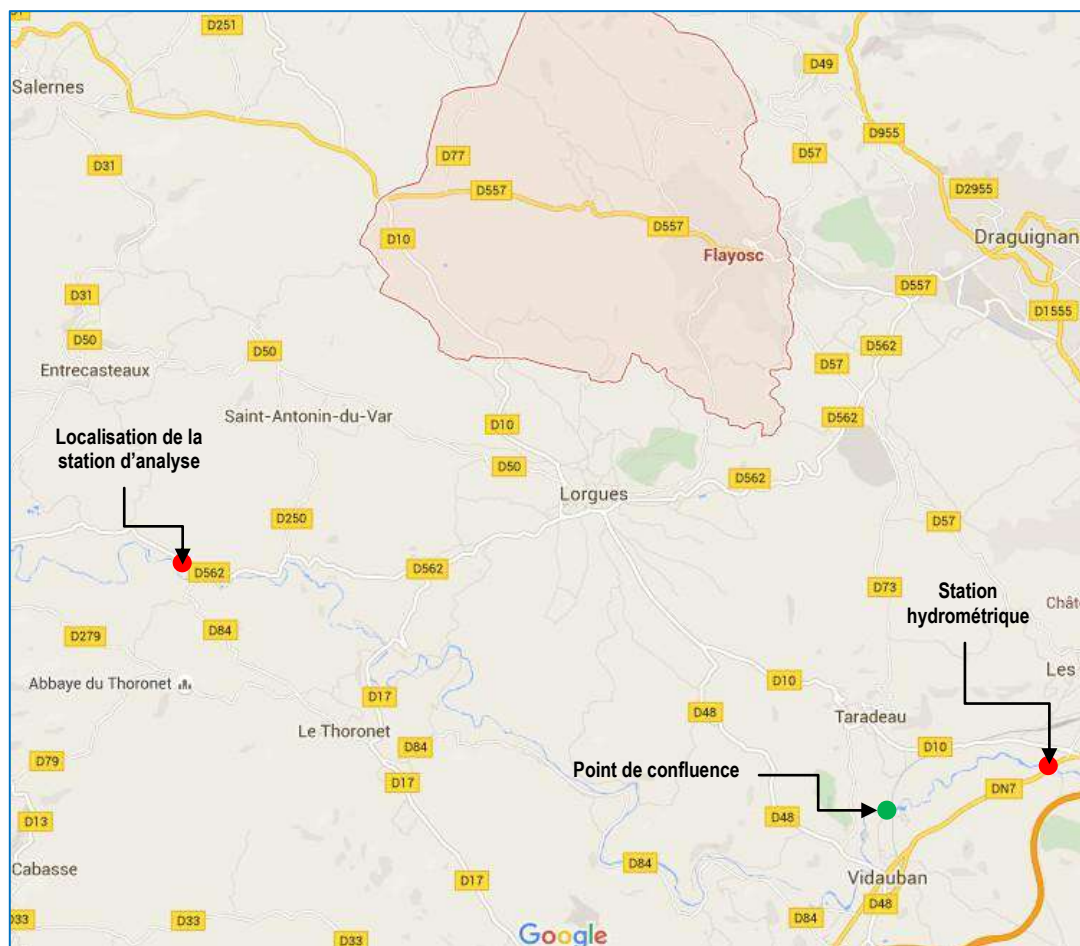 D251
D49
Salernes
D955
D77
D57
D31
D557
D2955
D557
D10
Draguignan
Flayosc
D557
D31
D1555
D50
D50
D562
D57
Entrecasteaux
Saint-Antonin-du-Var
D562
D10
Localisation de la
station d'analyse
D50
D562
Lorgues
D250
D57
D562
D562
D73
Station
hydrométrique
Chât
D84
D279
Les
Abbaye du Thoronet
D10
D17
D48
Taradeau
Le Thoronet
D84
D10
D79
Point de confluence
D17
DN7
D13
D48
D84
Cabasse
D17
Vidauban
D48
D33
D33
D84
D33
Google